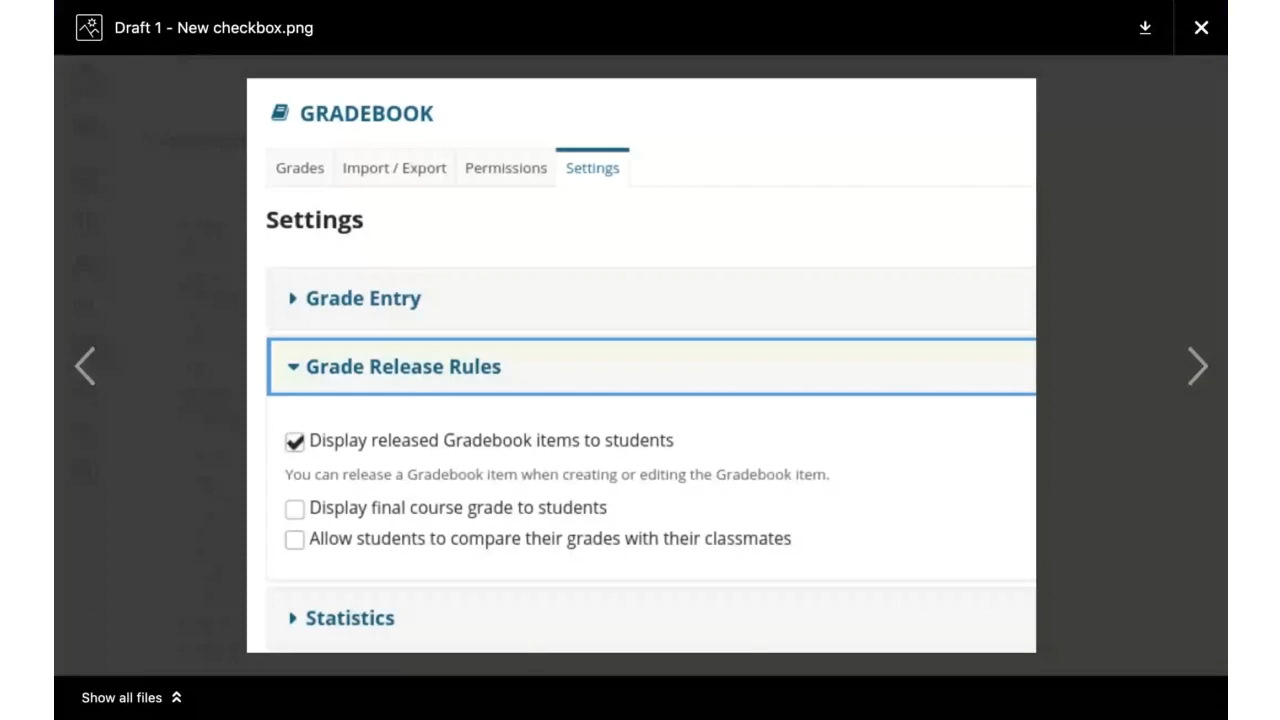 Draft 1 - New checkbox.png
GRADEBOOK
Grades Import / Export Permissions Settings
Settings
Grade Entry
Grade Release Rules
Display released Gradebook items to students
You can release a Gradebook item when creating or editing the Gradebook item.
Display final course grade to students
Allow students to compare their grades with their classmates
Statistics
Show all files